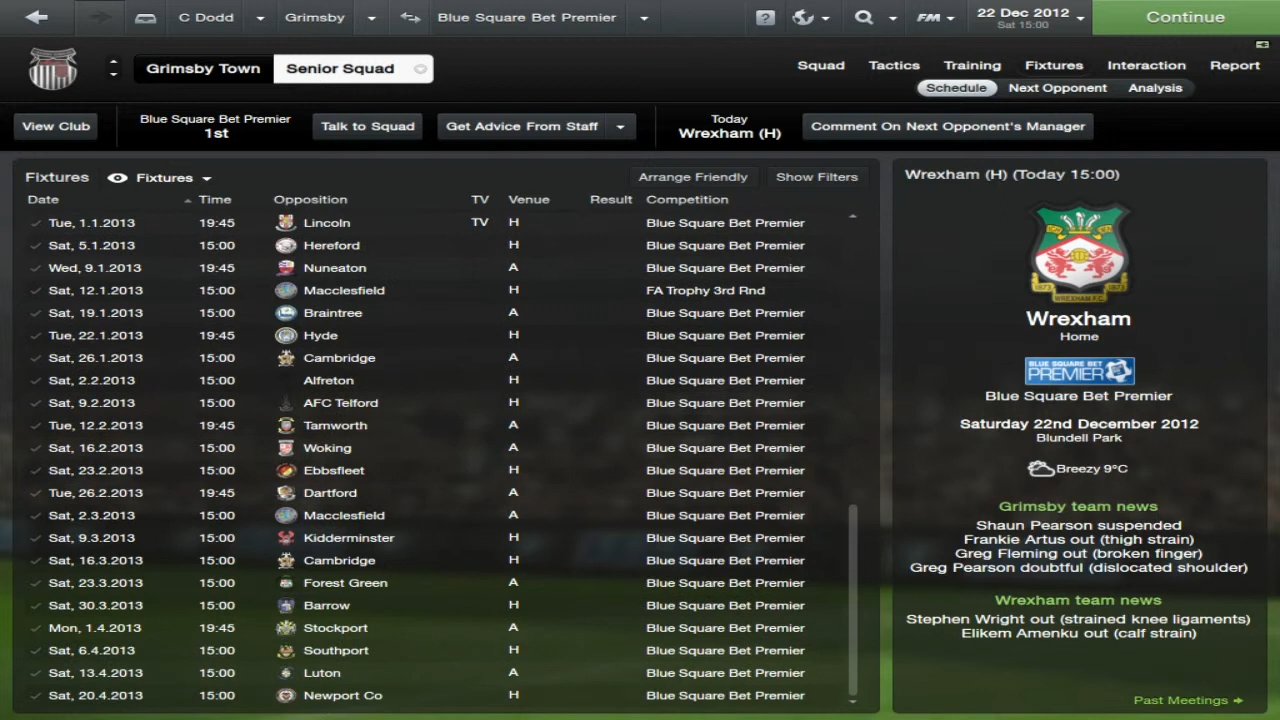 C Dodd Grimsby Blue Square Bet Premier ? FM 22 Dec 2012 Continue
Sat 15:00
Grimsby Town Senior Squad Squad Tactics Training Fixtures Interaction Report
Schedule Next Opponent Analysis
View Club Blue Square Bet Premier Talk to Squad Get Advice From Staff Today Comment On Next Opponent's Manager
1st Wrexham (H)
Fixtures Fixtures Arrange Friendly Show Filters
Date Time Opposition TV Venue Result Competition
Tue, 1.1.2013 19:45 Lincoln TV H Blue Square Bet Premier
Sat, 5.1.2013 15:00 Hereford H Blue Square Bet Premier
Wed, 9.1.2013 19:45 Nuneaton A Blue Square Bet Premier
Sat, 12.1.2013 15:00 Macclesfield H FA Trophy 3rd Rnd
Sat, 19.1.2013 15:00 Braintree A Blue Square Bet Premier
Tue, 22.1.2013 19:45 Hyde H Blue Square Bet Premier
Sat, 26.1.2013 15:00 Cambridge A Blue Square Bet Premier
Sat, 2.2.2013 15:00 Alfreton H Blue Square Bet Premier
Sat, 9.2.2013 15:00 AFC Telford H Blue Square Bet Premier
Tue, 12.2.2013 19:45 Tamworth A Blue Square Bet Premier
Sat, 16.2.2013 15:00 Woking A Blue Square Bet Premier
Sat, 23.2.2013 15:00 Ebbsfleet H Blue Square Bet Premier
Tue, 26.2.2013 19:45 Dartford A Blue Square Bet Premier
Sat, 2.3.2013 15:00 Macclesfield A Blue Square Bet Premier
Sat, 9.3.2013 15:00 Kidderminster H Blue Square Bet Premier
Sat, 16.3.2013 15:00 Cambridge H Blue Square Bet Premier
Sat, 23.3.2013 15:00 Forest Green A Blue Square Bet Premier
Sat, 30.3.2013 15:00 Barrow H Blue Square Bet Premier
Mon, 1.4.2013 19:45 Stockport A Blue Square Bet Premier
Sat, 6.4.2013 15:00 Southport H Blue Square Bet Premier
Sat, 13.4.2013 15:00 Luton A Blue Square Bet Premier
Sat, 20.4.2013 15:00 Newport Co H Blue Square Bet Premier
Wrexham (H) (Today 15:00)
1873 1873
WREXHAM F.C.
Wrexham
Home
BLUE SQUARE BET
PREMIER
Blue Square Bet Premier
Saturday 22nd December 2012
Blundell Park
Breezy 9°C
Grimsby team news
Shaun Pearson suspended
Frankie Artus out (thigh strain)
Greg Fleming out (broken finger)
Greg Pearson doubtful (dislocated shoulder)
Wrexham team news
Stephen Wright out (strained knee ligaments)
Elikem Amenku out (calf strain)
Past Meetings